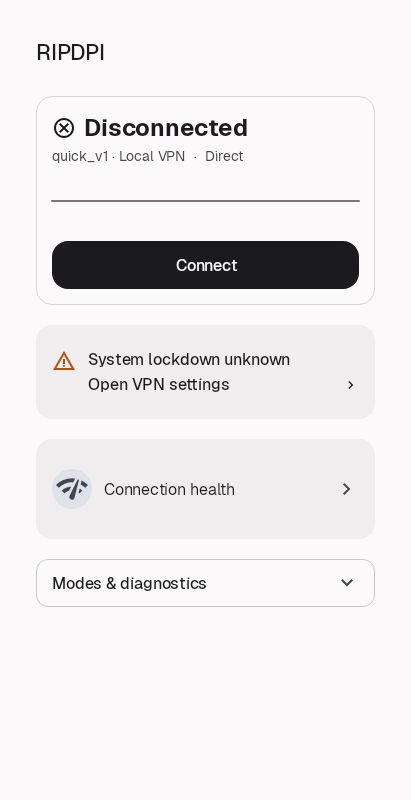 RIPDPI
Disconnected
quick_v1 · Local VPN · Direct
Connect
System lockdown unknown
Open VPN settings
Connection health
Modes & diagnostics